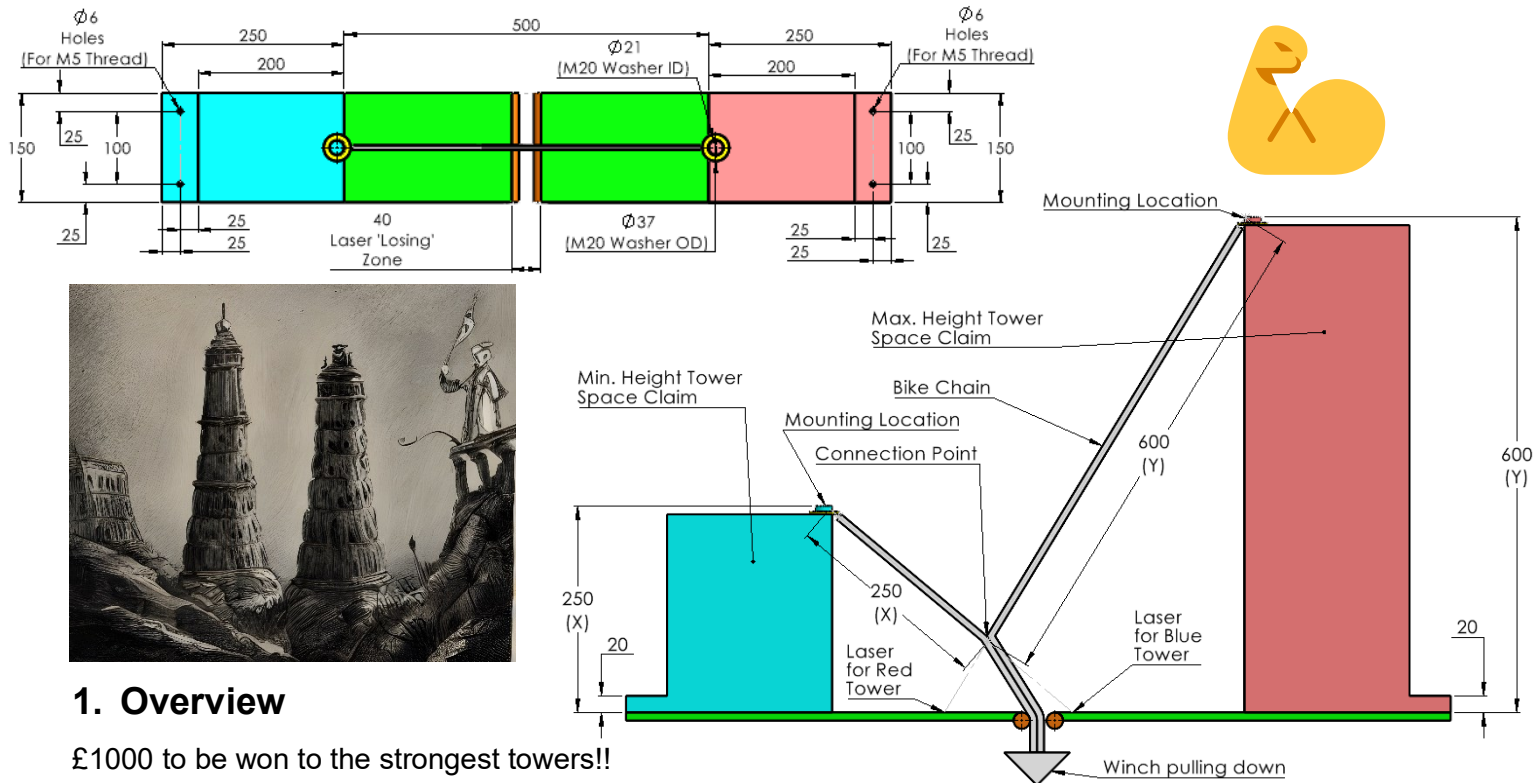 Ø6
Holes
(For M5 Thread)
250
200
500
Ø21
(M20 Washer ID)
250
200
Ø6
Holes
(For M5 Thread)
150
25
100
25
25
25
40
Laser 'Losing'
Zone
Ø37
(M20 Washer OD)
25
25
25
100
150
25
Mounting Location
Max. Height Tower
Space Claim
Bike Chain
600
(Y)
600
(Y)
Min. Height Tower
Space Claim
Mounting Location
Connection Point
250
(X)
250
(X)
Laser
for Red
Tower
Laser
for Blue
Tower
20
20
Winch pulling down
1. Overview
£1000 to be won to the strongest towers!!